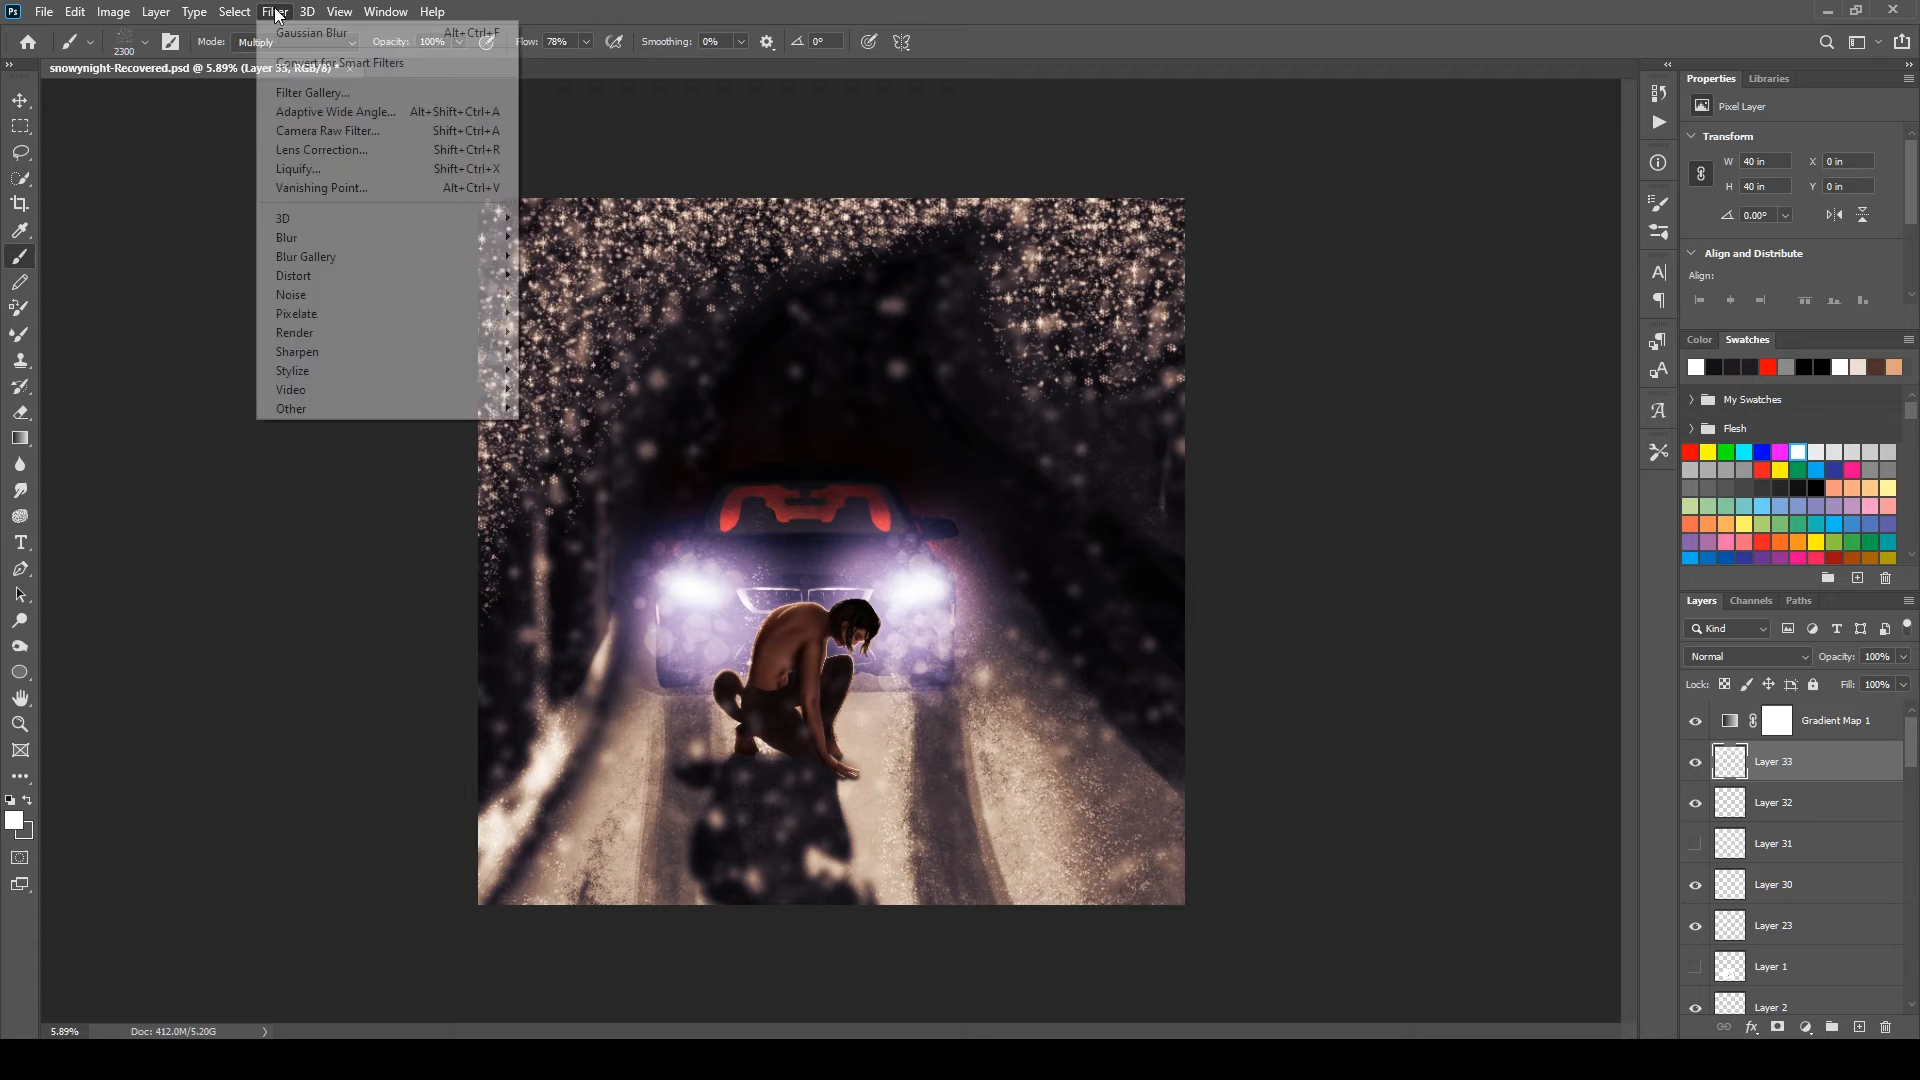 Ps File Edit Image Layer Type Select Filter 3D View Window Help
2300 Mode: Multiply Opacity: 100% Flow: 78% Smoothing: 0% 0°
snowynight-Recovered.psd @ 5.89% (Layer 33, RGB/8) *
Gaussian Blur Alt+Ctrl+F
Convert for Smart Filters
Filter Gallery...
Adaptive Wide Angle... Alt+Shift+Ctrl+A
Camera Raw Filter... Shift+Ctrl+A
Lens Correction... Shift+Ctrl+R
Liquify... Shift+Ctrl+X
Vanishing Point... Alt+Ctrl+V
3D
Blur
Blur Gallery
Distort
Noise
Pixelate
Render
Sharpen
Stylize
Video
Other
Properties Libraries
Pixel Layer
Transform
W 40 in X 0 in
H 40 in Y 0 in
0.00°
Align and Distribute
Align:
Color Swatches
My Swatches
Flesh
Layers Channels Paths
Kind
Normal Opacity: 100%
Lock: Fill: 100%
Gradient Map 1
Layer 33
Layer 32
Layer 31
Layer 30
Layer 23
Layer 1
Layer 2
5.89% Doc: 412.0M/5.20G